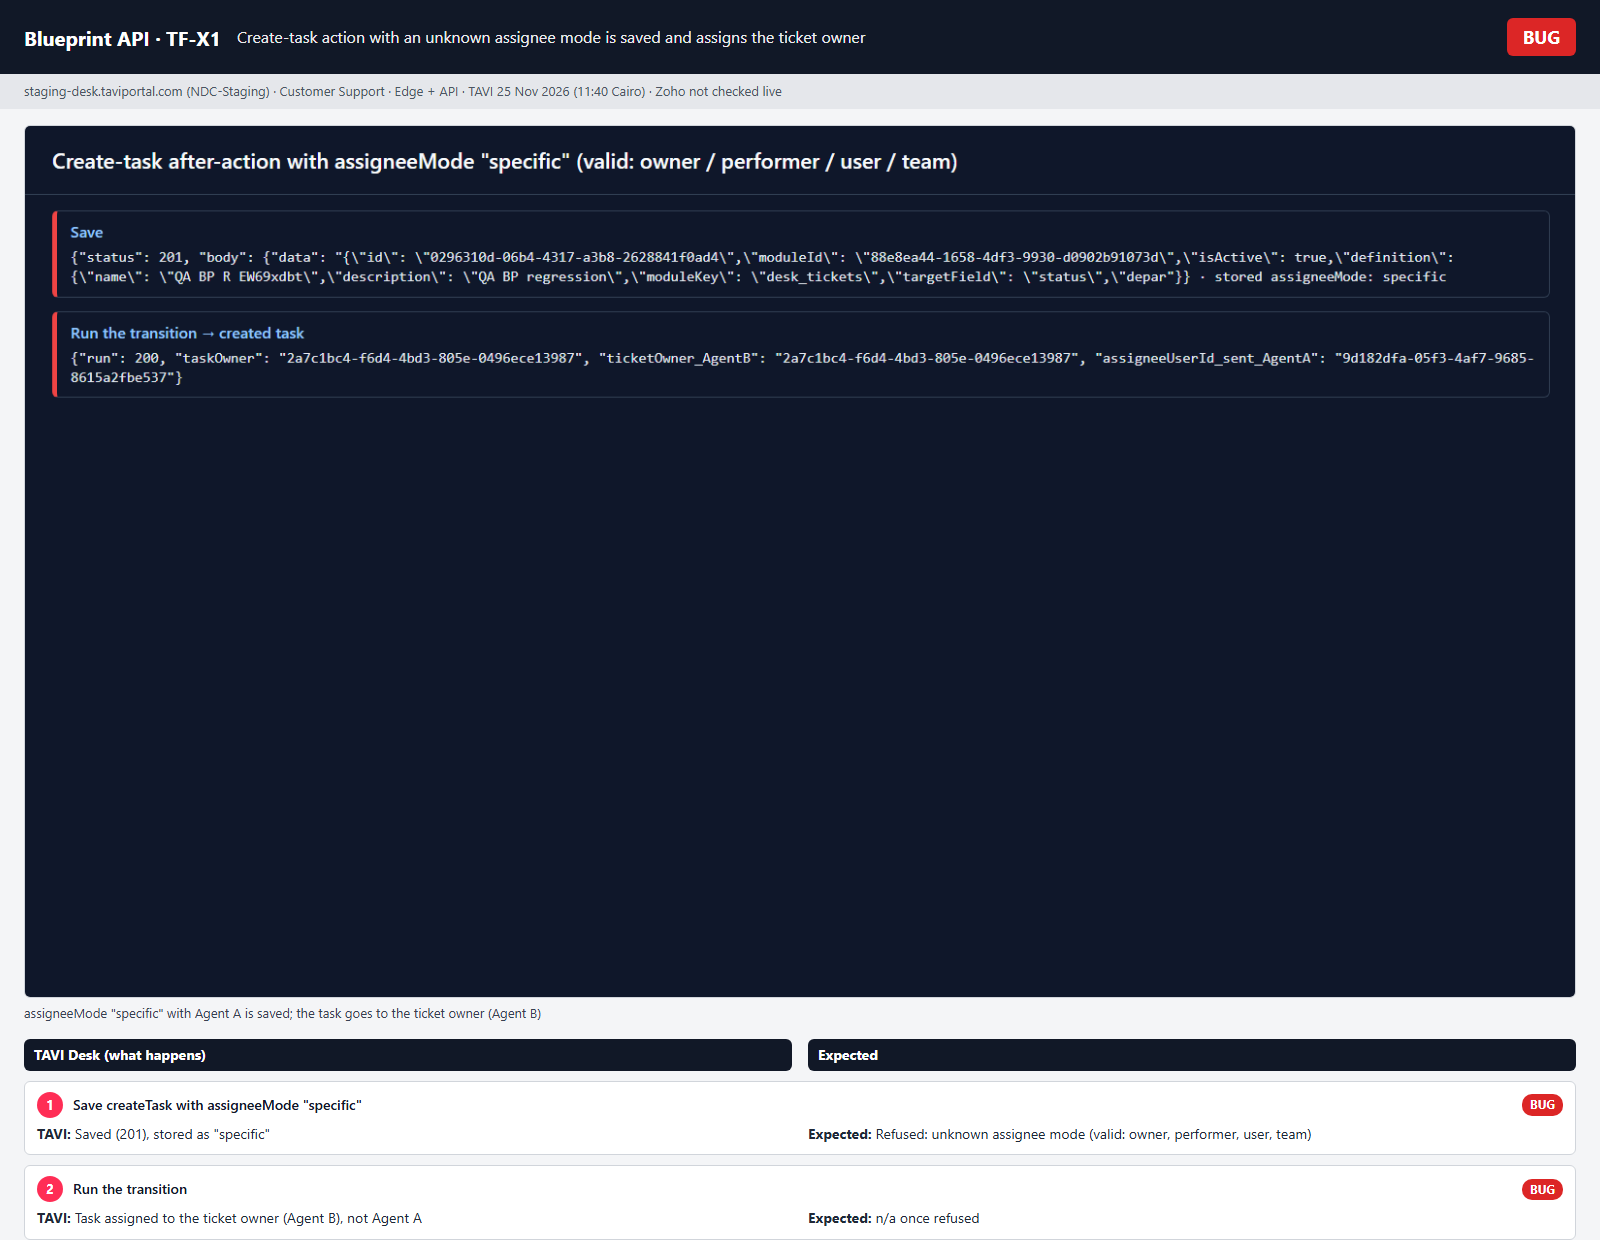 Blueprint API · TF-X1 Create-task action with an unknown assignee mode is saved and assigns the ticket owner BUG
staging-desk.taviportal.com (NDC-Staging) · Customer Support · Edge + API · TAVI 25 Nov 2026 (11:40 Cairo) · Zoho not checked live
Create-task after-action with assigneeMode "specific" (valid: owner / performer / user / team)
Save
{"status": 201, "body": {"data": "{\"id\": \"0296310d-06b4-4317-a3b8-2628841f0ad4\",\"moduleId\": \"88e8ea44-1658-4df3-9930-d0902b91073d\",\"isActive\": true,\"definition\":
{\"name\": \"QA BP R EW69xdbt\",\"description\": \"QA BP regression\",\"moduleKey\": \"desk_tickets\",\"targetField\": \"status\",\"depar"}} · stored assigneeMode: specific
Run the transition → created task
{"run": 200, "taskOwner": "2a7c1bc4-f6d4-4bd3-805e-0496ece13987", "ticketOwner_AgentB": "2a7c1bc4-f6d4-4bd3-805e-0496ece13987", "assigneeUserId_sent_AgentA": "9d182dfa-05f3-4af7-9685-
8615a2fbe537"}
assigneeMode "specific" with Agent A is saved; the task goes to the ticket owner (Agent B)
TAVI Desk (what happens) Expected
1 Save createTask with assigneeMode "specific" BUG
TAVI: Saved (201), stored as "specific" Expected: Refused: unknown assignee mode (valid: owner, performer, user, team)
2 Run the transition BUG
TAVI: Task assigned to the ticket owner (Agent B), not Agent A Expected: n/a once refused